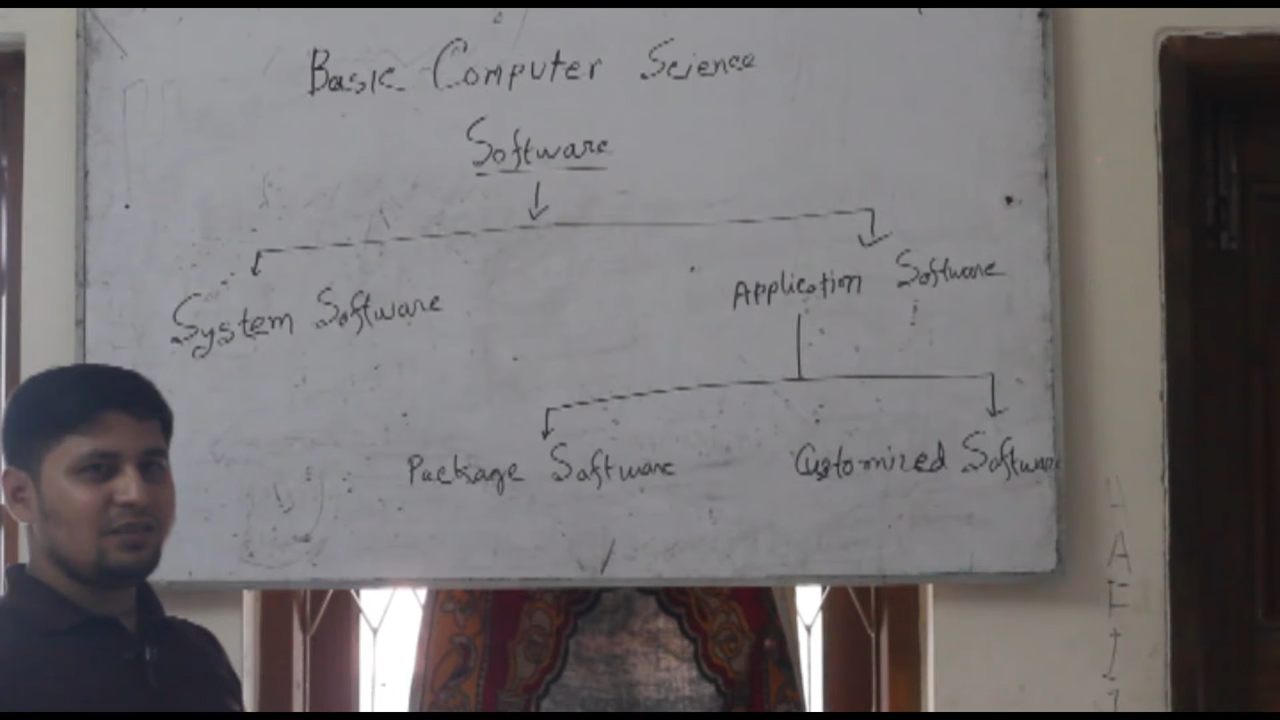 Basic Computer Science
Software
System Software
Application Software
Package Software
Customized Software
A
F
I